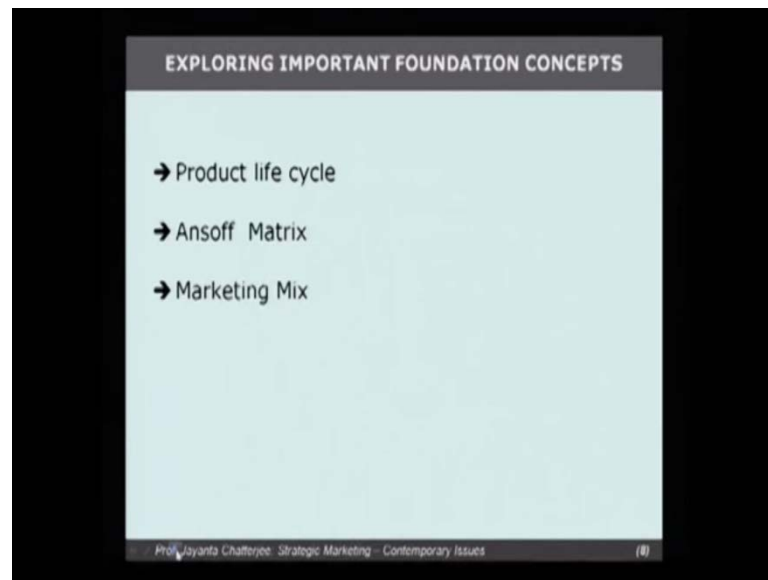 EXPLORING IMPORTANT FOUNDATION CONCEPTS
➔ Product life cycle
➔ Ansoff Matrix
➔ Marketing Mix
Prof. Jayanta Chatterjee. Strategic Marketing – Contemporary Issues (8)